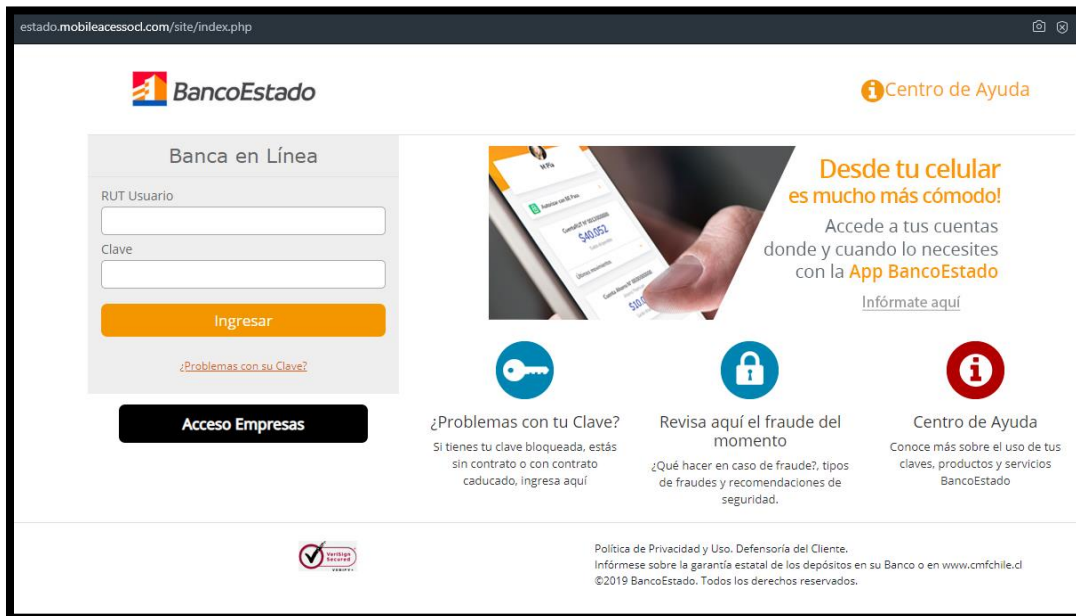 estado.mobileacessocl.com/site/index.php
BancoEstado
Centro de Ayuda
Banca en Línea
RUT Usuario
Clave
Ingresar
¿Problemas con su Clave?
Acceso Empresas
Desde tu celular
es mucho más cómodo!
Accede a tus cuentas
donde y cuando lo necesites
con la App BancoEstado
Infórmate aquí
$40.052
¿Problemas con tu Clave?
Si tienes tu clave bloqueada, estás
sin contrato o con contrato
caducado, ingresa aquí
Revisa aquí el fraude del
momento
¿Qué hacer en caso de fraude?, tipos
de fraudes y recomendaciones de
seguridad.
Centro de Ayuda
Conoce más sobre el uso de tus
claves, productos y servicios
BancoEstado
VeriSign
Secured
VERIFY
Política de Privacidad y Uso. Defensoría del Cliente.
Infórmese sobre la garantía estatal de los depósitos en su Banco o en www.cmfchile.cl
©2019 BancoEstado. Todos los derechos reservados.